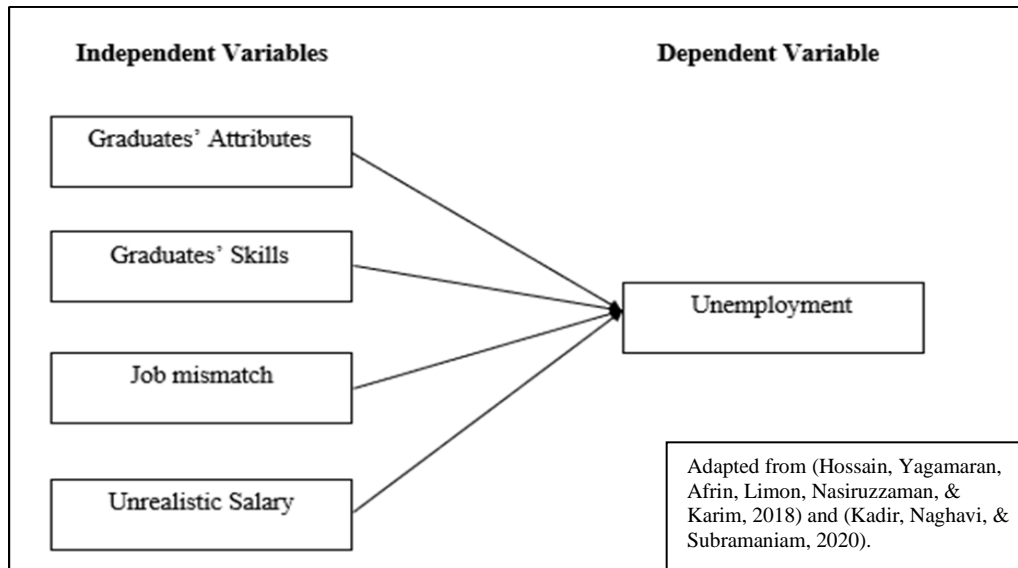 Independent Variables
Dependent Variable
Graduates’ Attributes
Graduates’ Skills
Unemployment
Job mismatch
Unrealistic Salary
Adapted from (Hossain, Yagamaran,
Afrin, Limon, Nasiruzzaman, &
Karim, 2018) and (Kadir, Naghavi, &
Subramaniam, 2020).